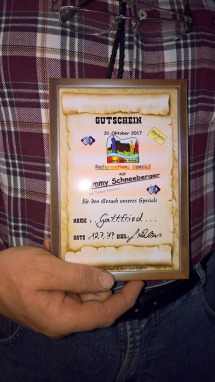 GUTSCHEIN
31. Oktober 2017
Reformations Special
mit
mmy Schneeberger
für den Besuch unseres Specials
NAME : Gottfried...
DATE 12.7.17